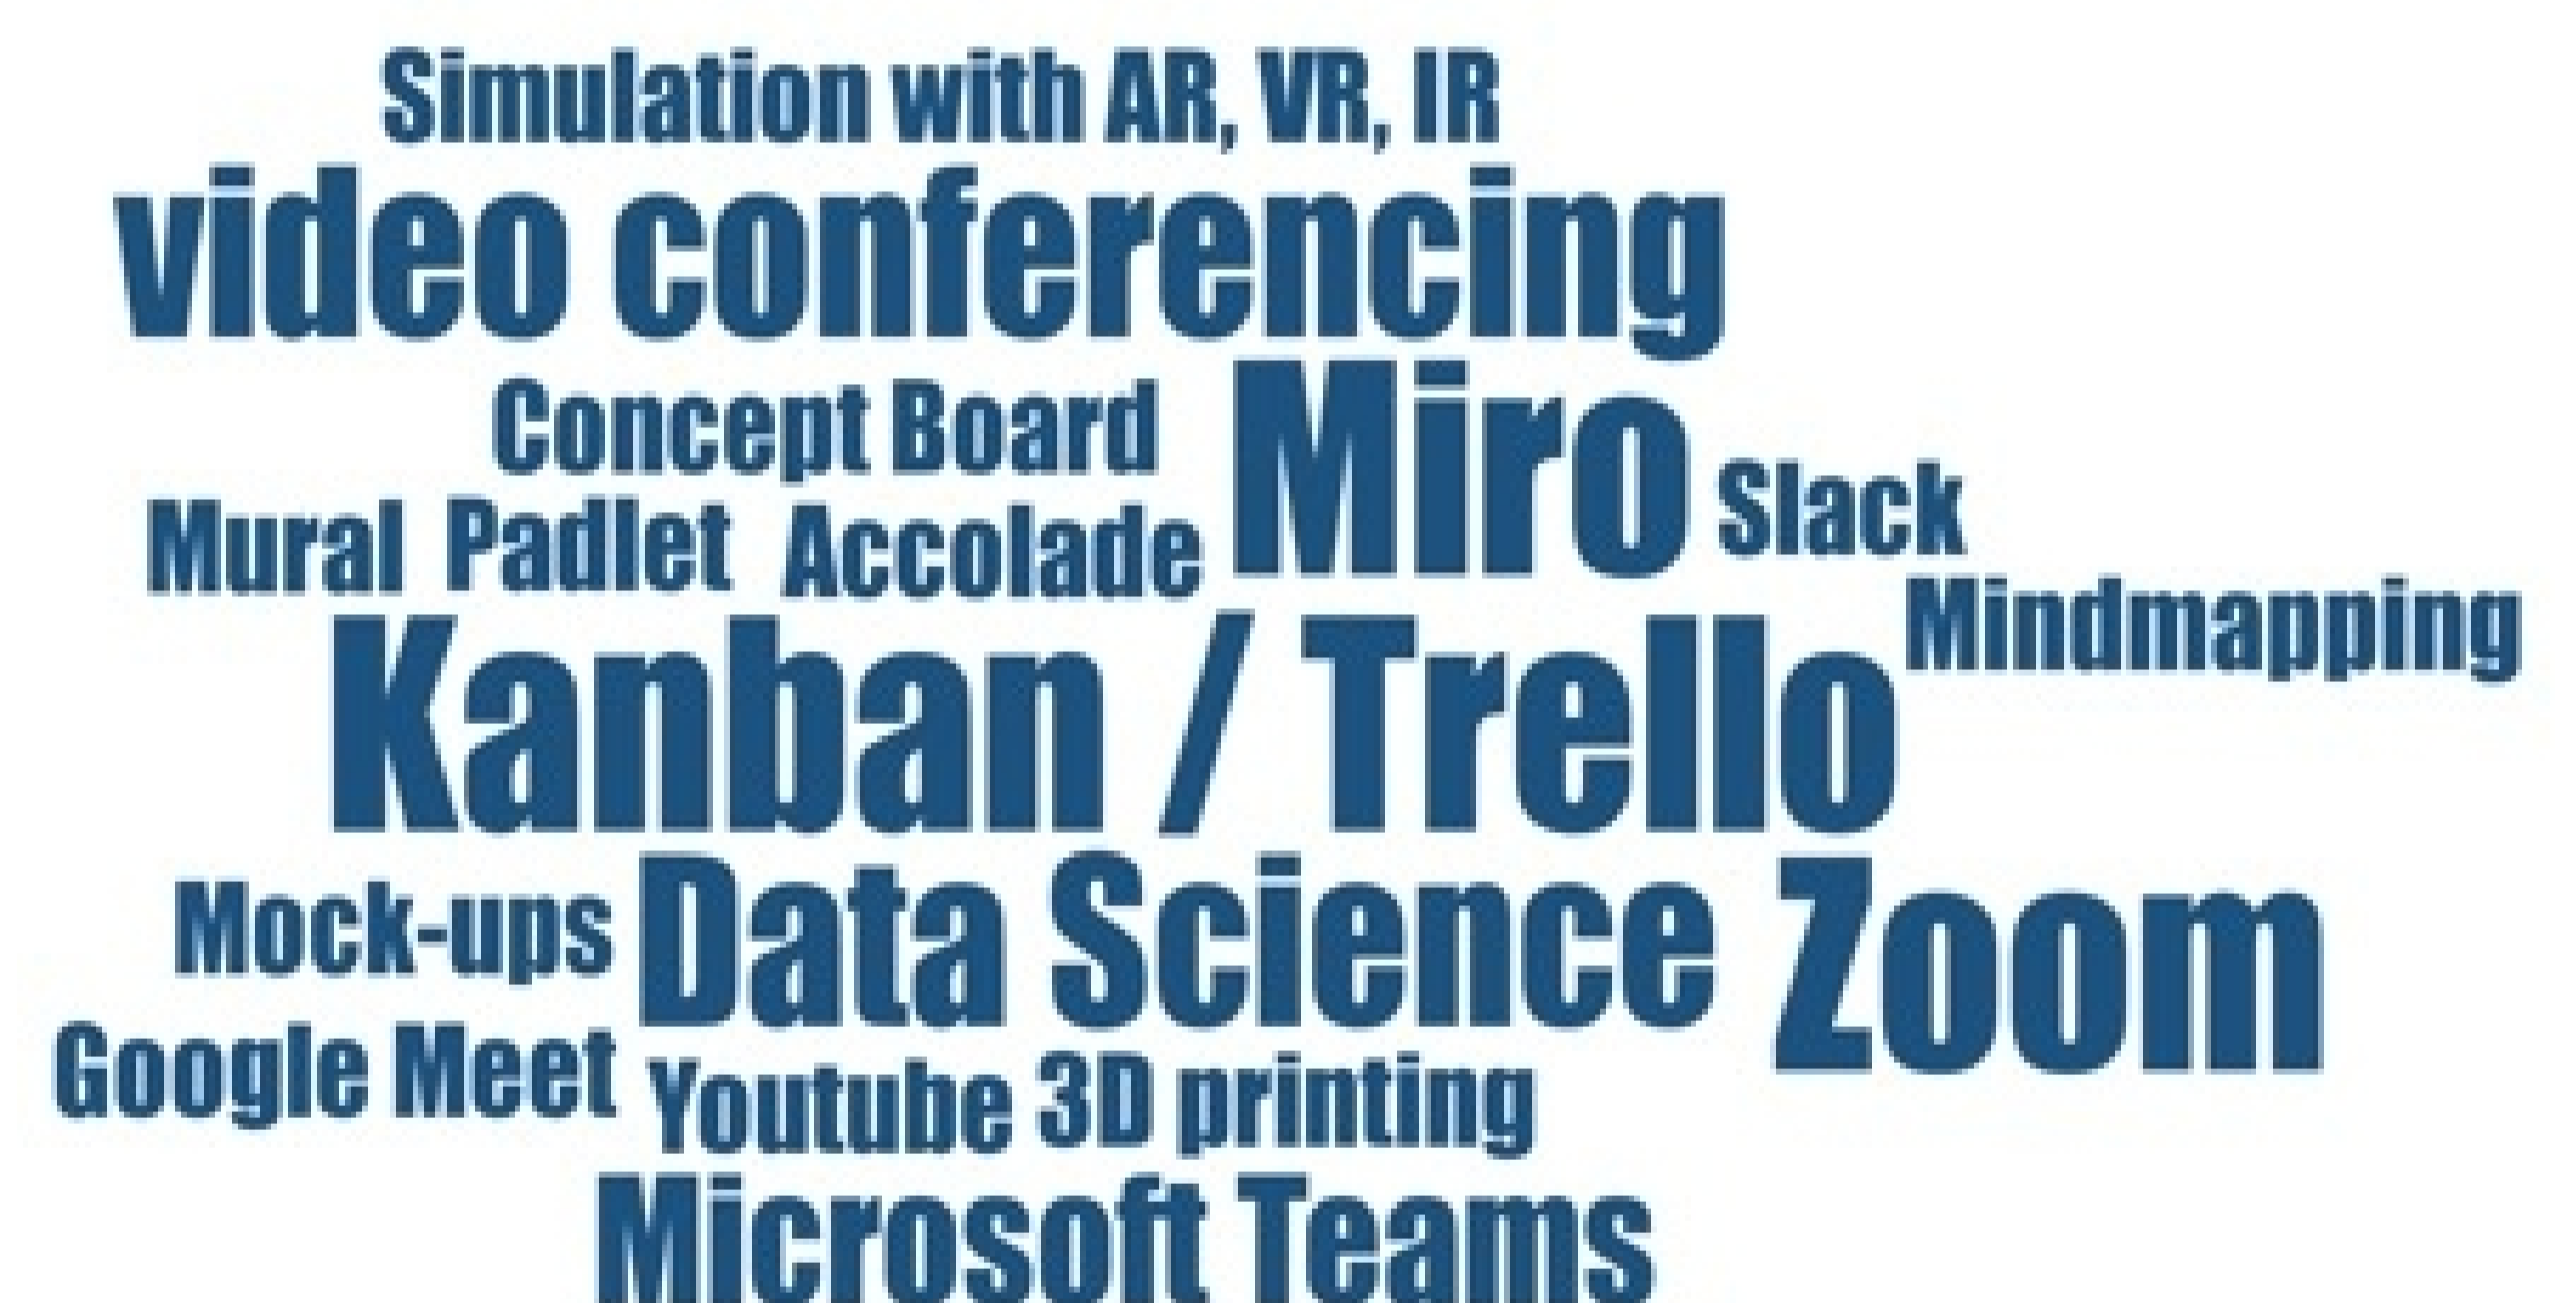 Simulation with AR, VR, IR
video conferencing
Concept Board
Miro
Slack
Mural Padlet Accolade
Mindmapping
Kanban / Trello
Mock-ups
Data Science
Zoom
Google Meet
Youtube
3D printing
Microsoft Teams